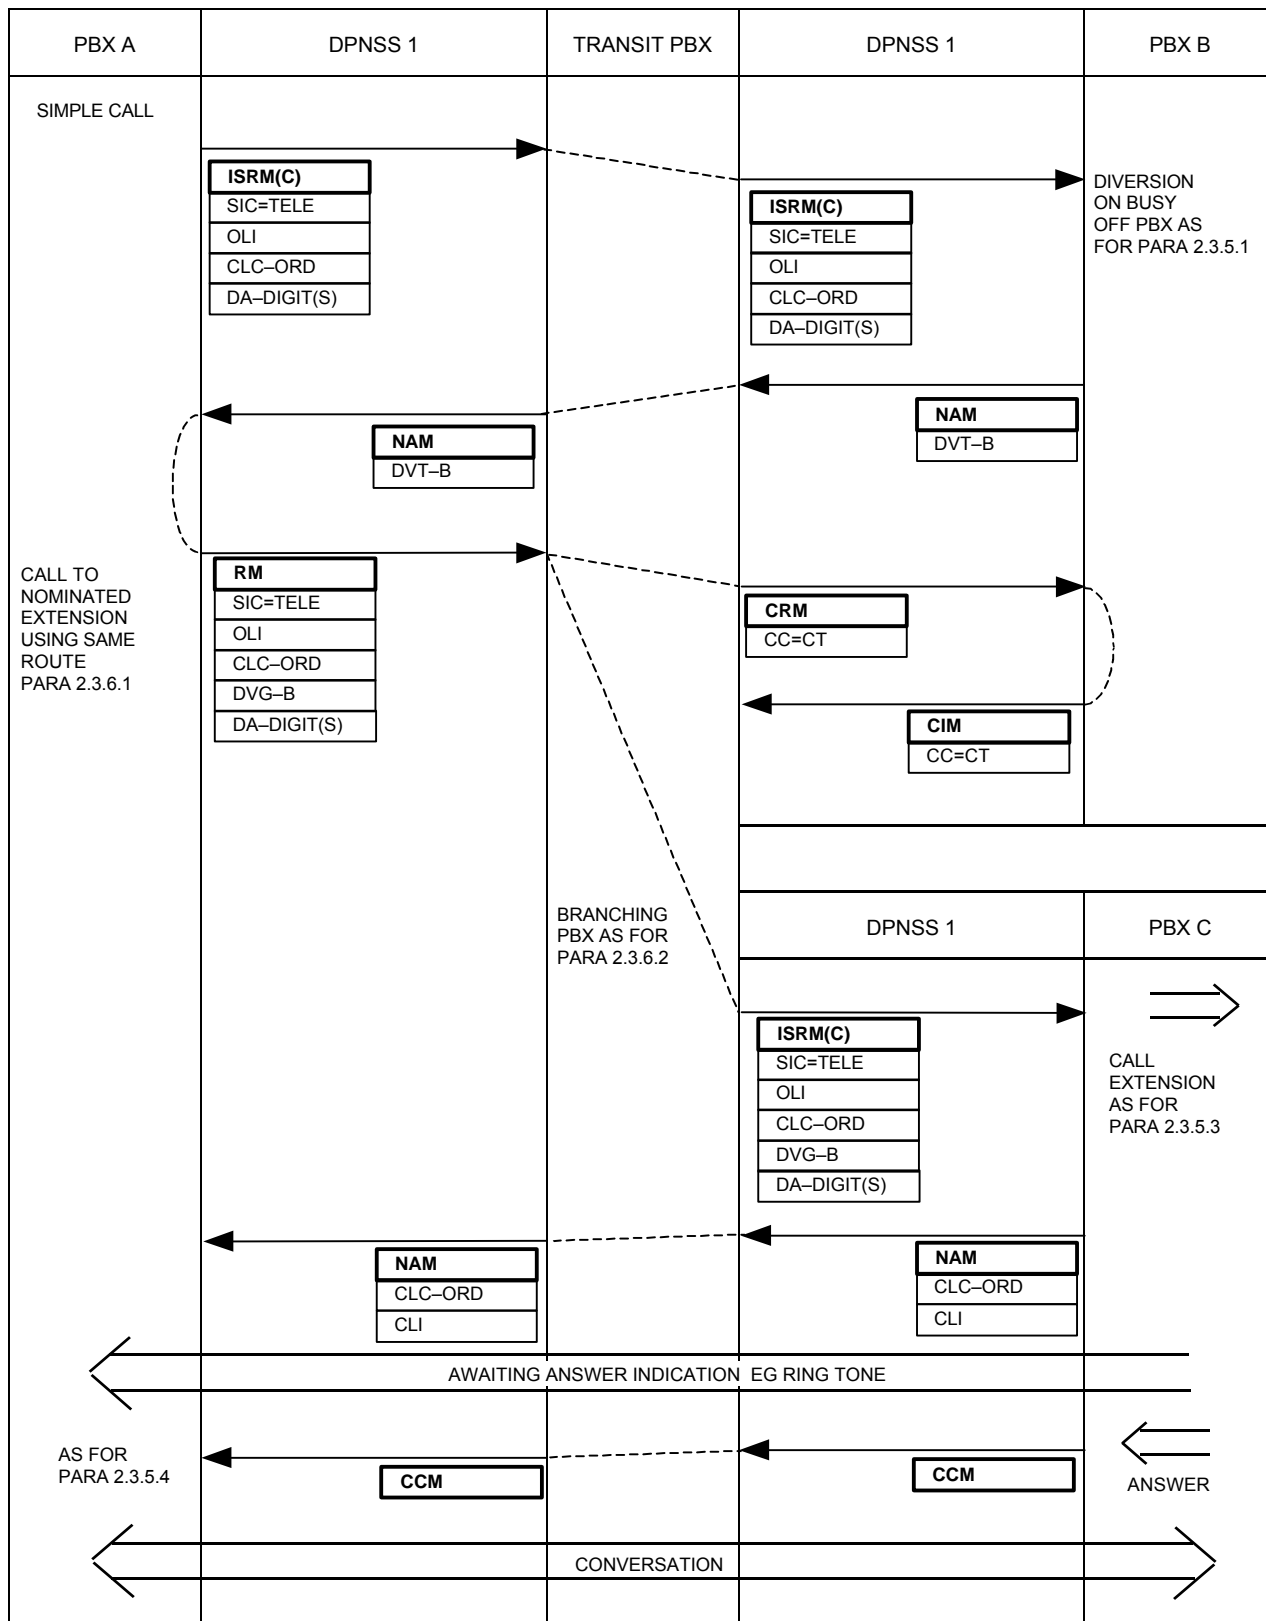 PBX A
DPNSS 1
TRANSIT PBX
DPNSS 1
PBX B
SIMPLE CALL
ISRM(C)
SIC=TELE
OLI
CLC–ORD
DA–DIGIT(S)
ISRM(C)
SIC=TELE
OLI
CLC–ORD
DA–DIGIT(S)
DIVERSION
ON BUSY
OFF PBX AS
FOR PARA 2.3.5.1
NAM
DVT–B
NAM
DVT–B
CALL TO
NOMINATED
EXTENSION
USING SAME
ROUTE
PARA 2.3.6.1
RM
SIC=TELE
OLI
CLC–ORD
DVG–B
DA–DIGIT(S)
CRM
CC=CT
CIM
CC=CT
BRANCHING
PBX AS FOR
PARA 2.3.6.2
DPNSS 1
PBX C
ISRM(C)
SIC=TELE
OLI
CLC–ORD
DVG–B
DA–DIGIT(S)
CALL
EXTENSION
AS FOR
PARA 2.3.5.3
NAM
CLC–ORD
CLI
NAM
CLC–ORD
CLI
AWAITING ANSWER INDICATION EG RING TONE
AS FOR
PARA 2.3.5.4
CCM
CCM
ANSWER
CONVERSATION